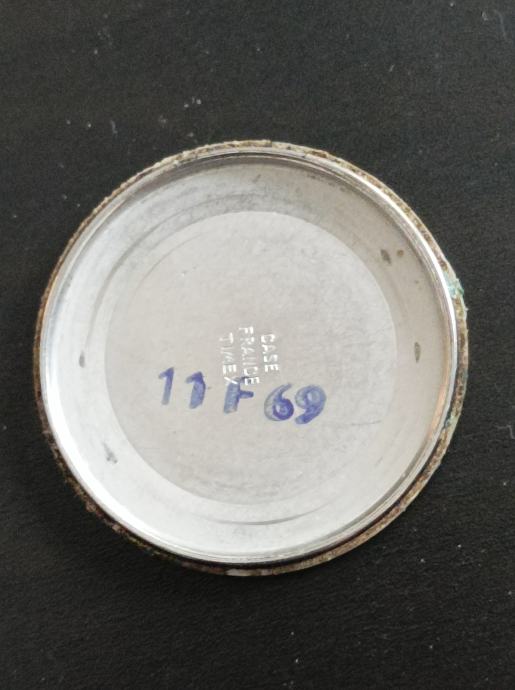 CASE
FRANCE
TIMEX
11 F 69